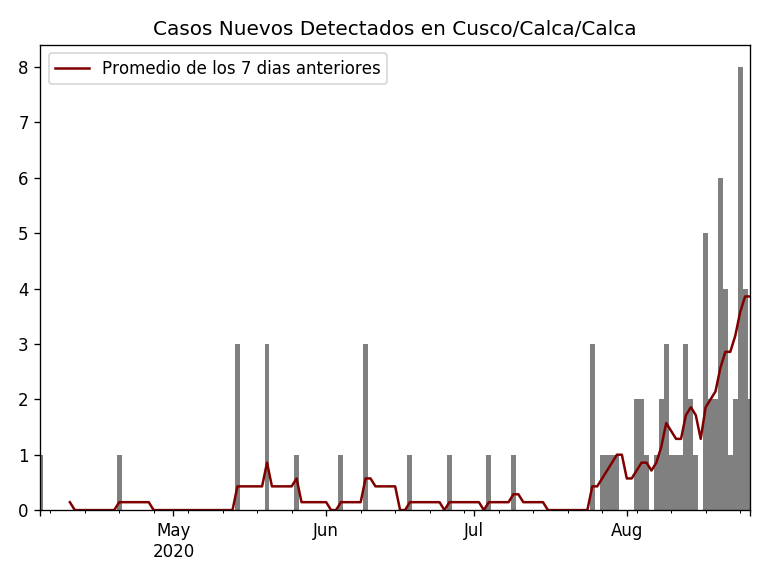 Casos Nuevos Detectados en Cusco/Calca/Calca
Promedio de los 7 dias anteriores
8
7
6
5
4
3
2
1
0
May
Jun
Jul
Aug
2020